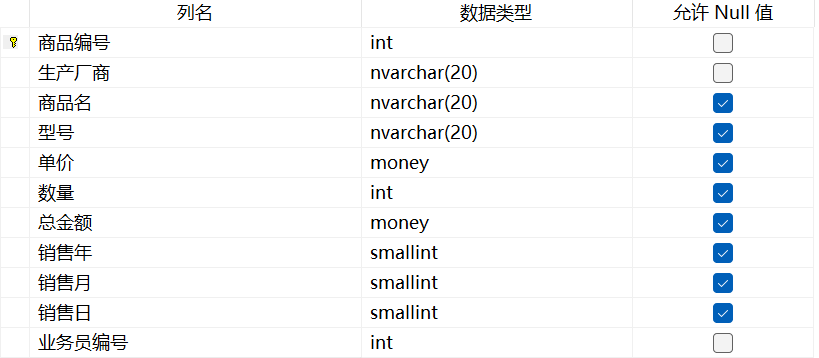 列名 数据类型 允许 Null 值
商品编号 int
生产厂商 nvarchar(20)
商品名 nvarchar(20)
型号 nvarchar(20)
单价 money
数量 int
总金额 money
销售年 smallint
销售月 smallint
销售日 smallint
业务员编号 int